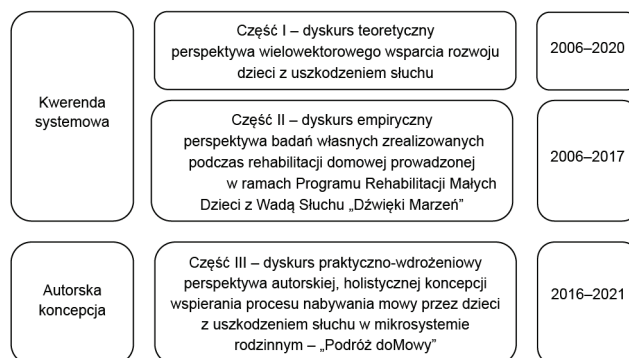 Kwerenda
systemowa
Część I – dyskurs teoretyczny
perspektywa wielowektorowego wsparcia rozwoju
dzieci z uszkodzeniem słuchu
2006–2020
Część II – dyskurs empiryczny
perspektywa badań własnych zrealizowanych
podczas rehabilitacji domowej prowadzonej
w ramach Programu Rehabilitacji Małych
Dzieci z Wadą Słuchu „Dźwięki Marzeń”
2006–2017
Autorska
koncepcja
Część III – dyskurs praktyczno-wdrożeniowy
perspektywa autorskiej, holistycznej koncepcji
wspierania procesu nabywania mowy przez dzieci
z uszkodzeniem słuchu w mikrosystemie
rodzinnym – „Podróż doMowy”
2016–2021